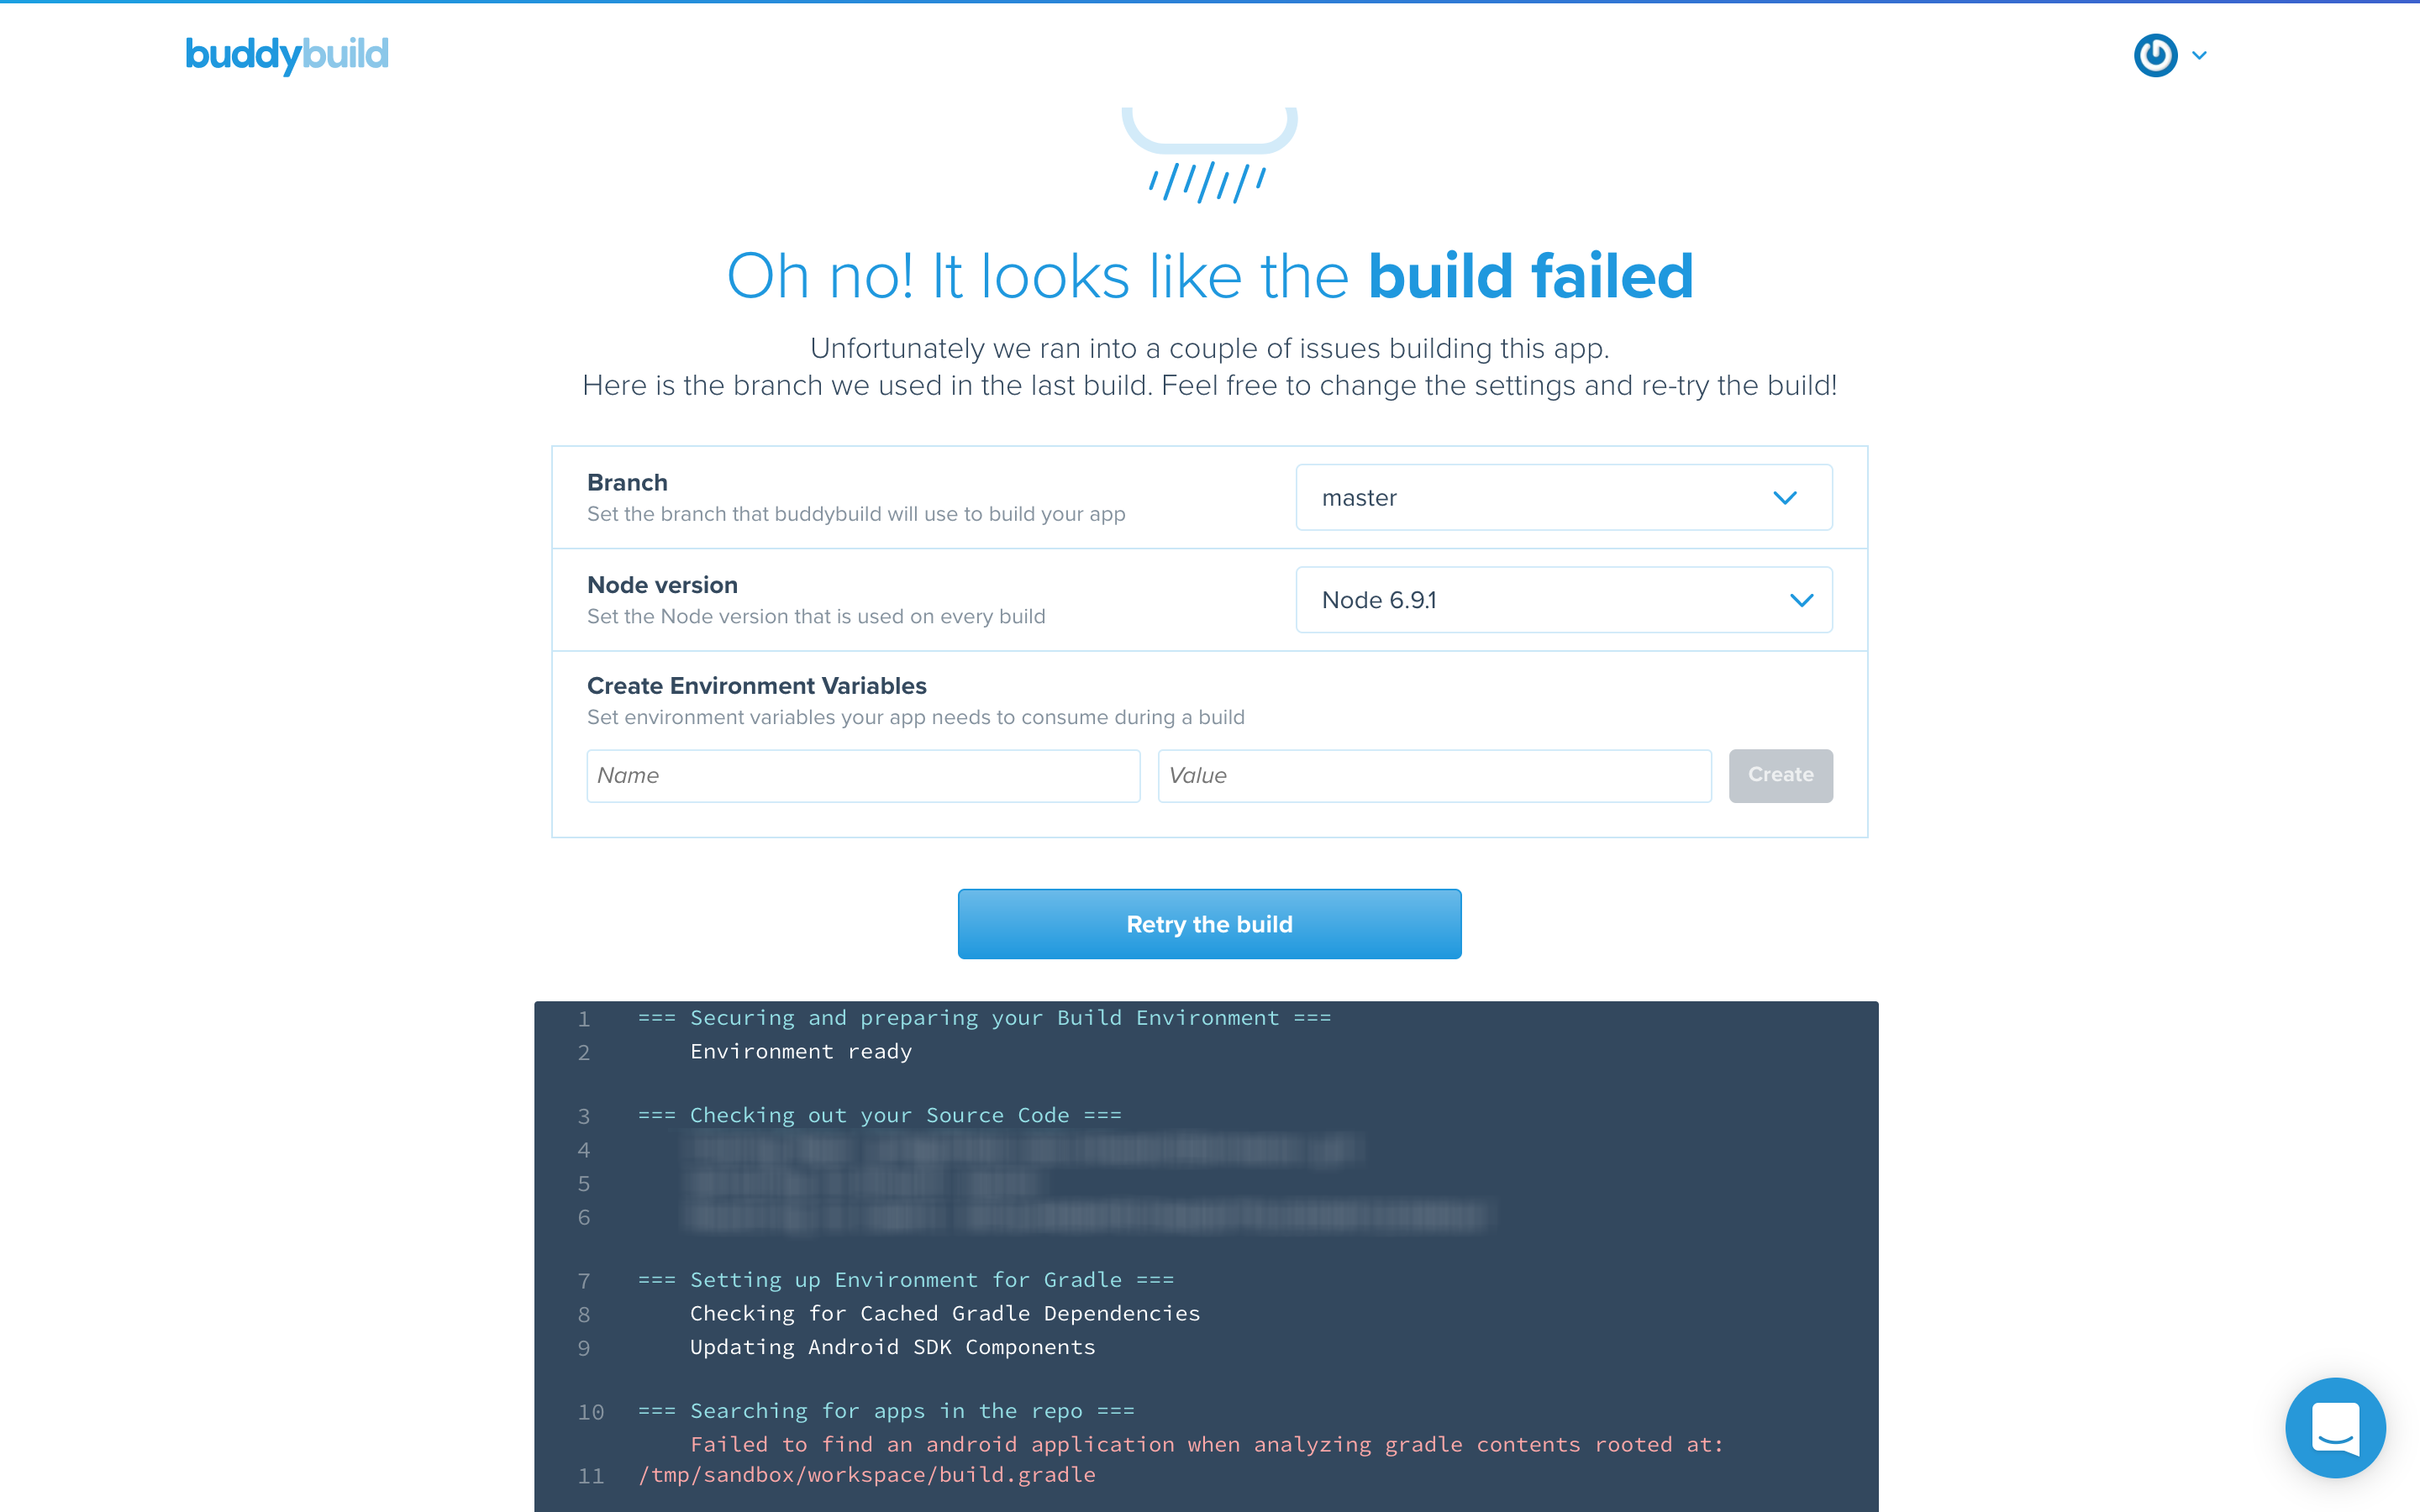 buddybuild
Oh no! It looks like the build failed
Unfortunately we ran into a couple of issues building this app.
Here is the branch we used in the last build. Feel free to change the settings and re-try the build!
Branch
Set the branch that buddybuild will use to build your app
master
Node version
Set the Node version that is used on every build
Node 6.9.1
Create Environment Variables
Set environment variables your app needs to consume during a build
Name Value Create
Retry the build
1 === Securing and preparing your Build Environment ===
2 Environment ready
3 === Checking out your Source Code ===
4
5
6
7 === Setting up Environment for Gradle ===
8 Checking for Cached Gradle Dependencies
9 Updating Android SDK Components
10 === Searching for apps in the repo ===
Failed to find an android application when analyzing gradle contents rooted at:
11 /tmp/sandbox/workspace/build.gradle